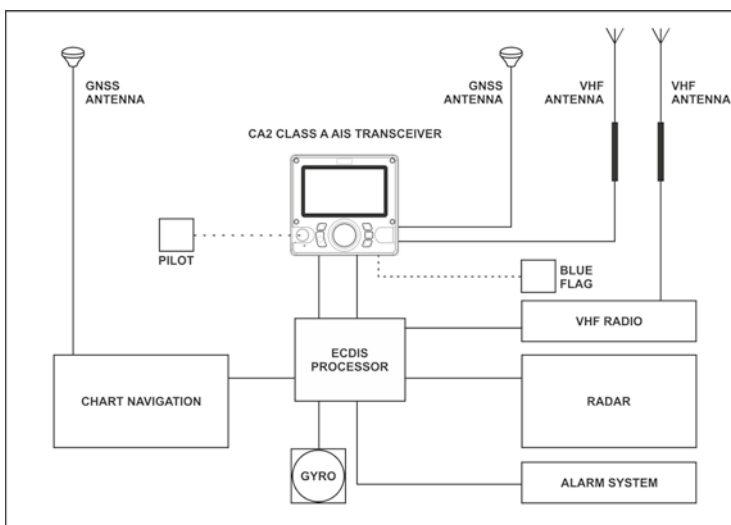 GNSS
ANTENNA
GNSS
ANTENNA
VHF
ANTENNA
VHF
ANTENNA
CA2 CLASS A AIS TRANSCEIVER
PILOT
BLUE
FLAG
VHF RADIO
ECDIS
PROCESSOR
CHART NAVIGATION
RADAR
GYRO
ALARM SYSTEM